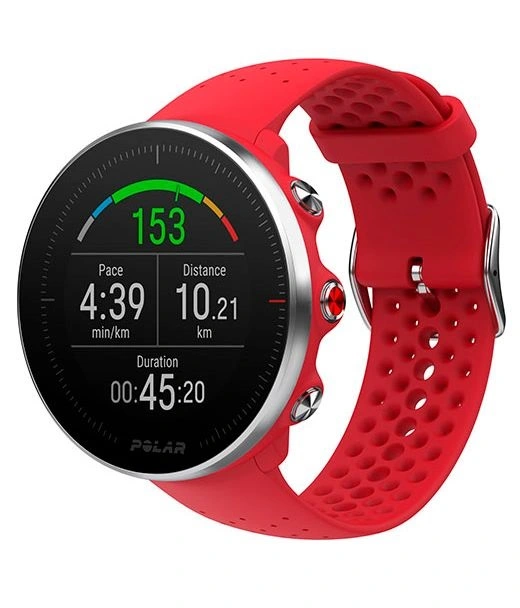 153
Pace Distance
4:39 10.21
min/km km
Duration
00:45:20
POLAR